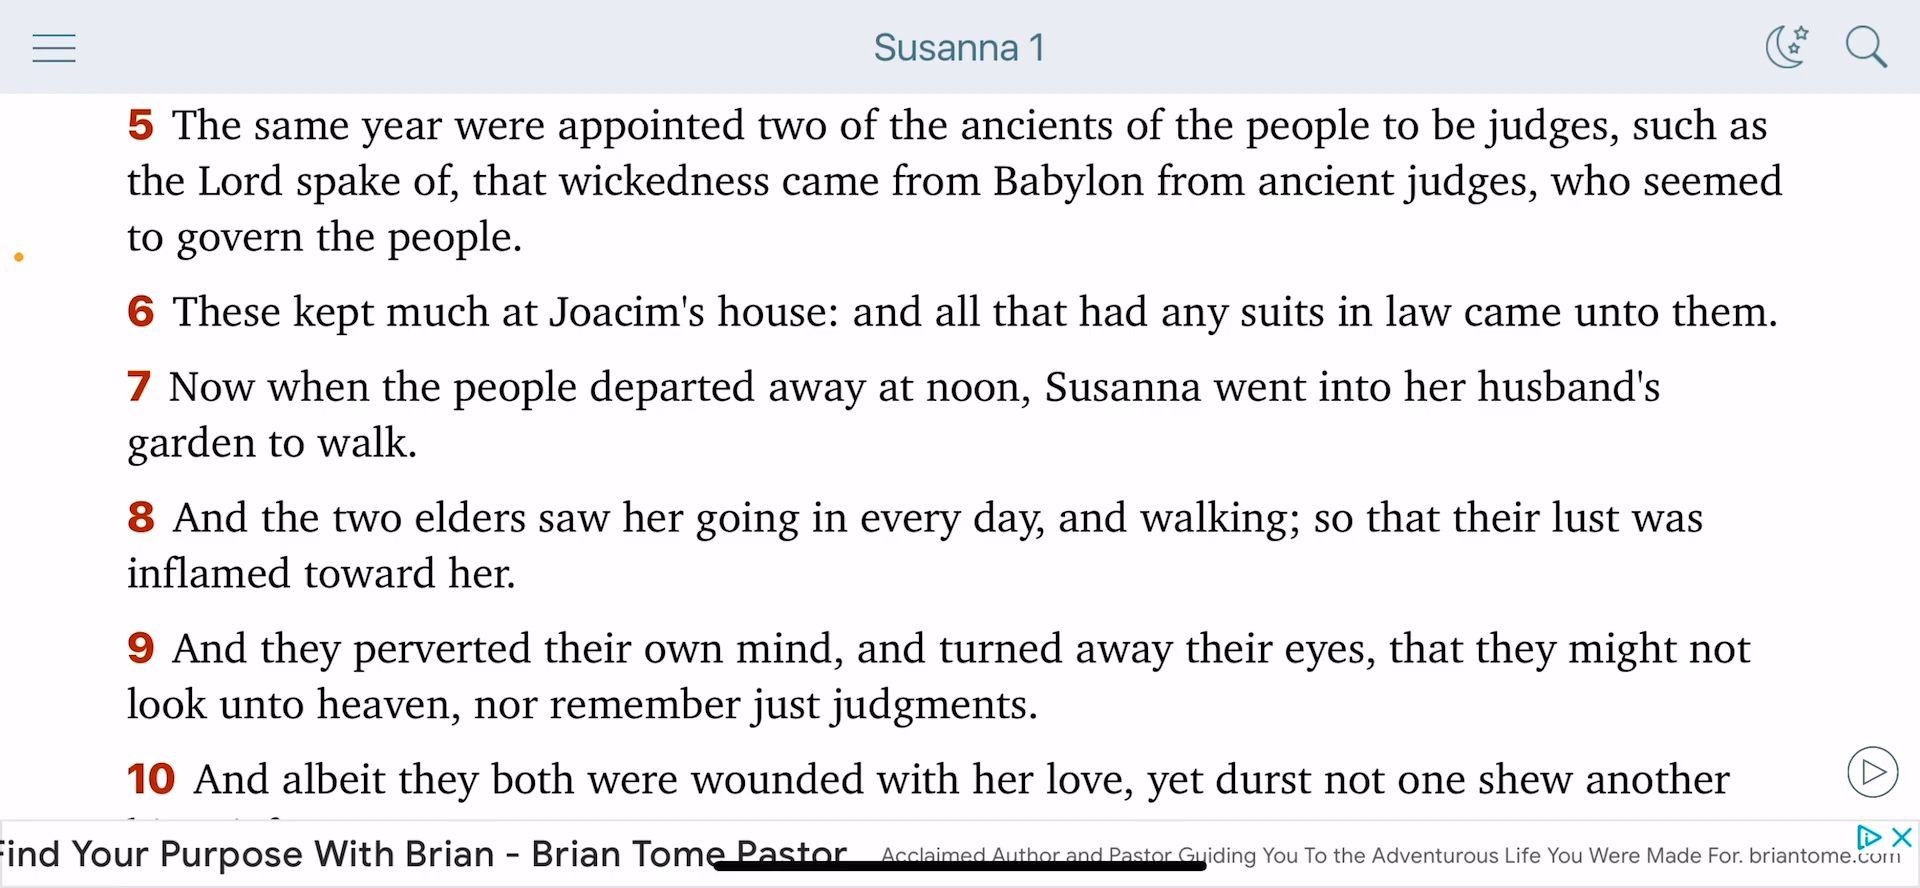 Susanna 1
5 The same year were appointed two of the ancients of the people to be judges, such as
the Lord spake of, that wickedness came from Babylon from ancient judges, who seemed
to govern the people.
6 These kept much at Joacim's house: and all that had any suits in law came unto them.
7 Now when the people departed away at noon, Susanna went into her husband's
garden to walk.
8 And the two elders saw her going in every day, and walking; so that their lust was
inflamed toward her.
9 And they perverted their own mind, and turned away their eyes, that they might not
look unto heaven, nor remember just judgments.
10 And albeit they both were wounded with her love, yet durst not one shew another
Find Your Purpose With Brian - Brian Tome Pastor
Acclaimed Author and Pastor Guiding You To the Adventurous Life You Were Made For. briantome.com